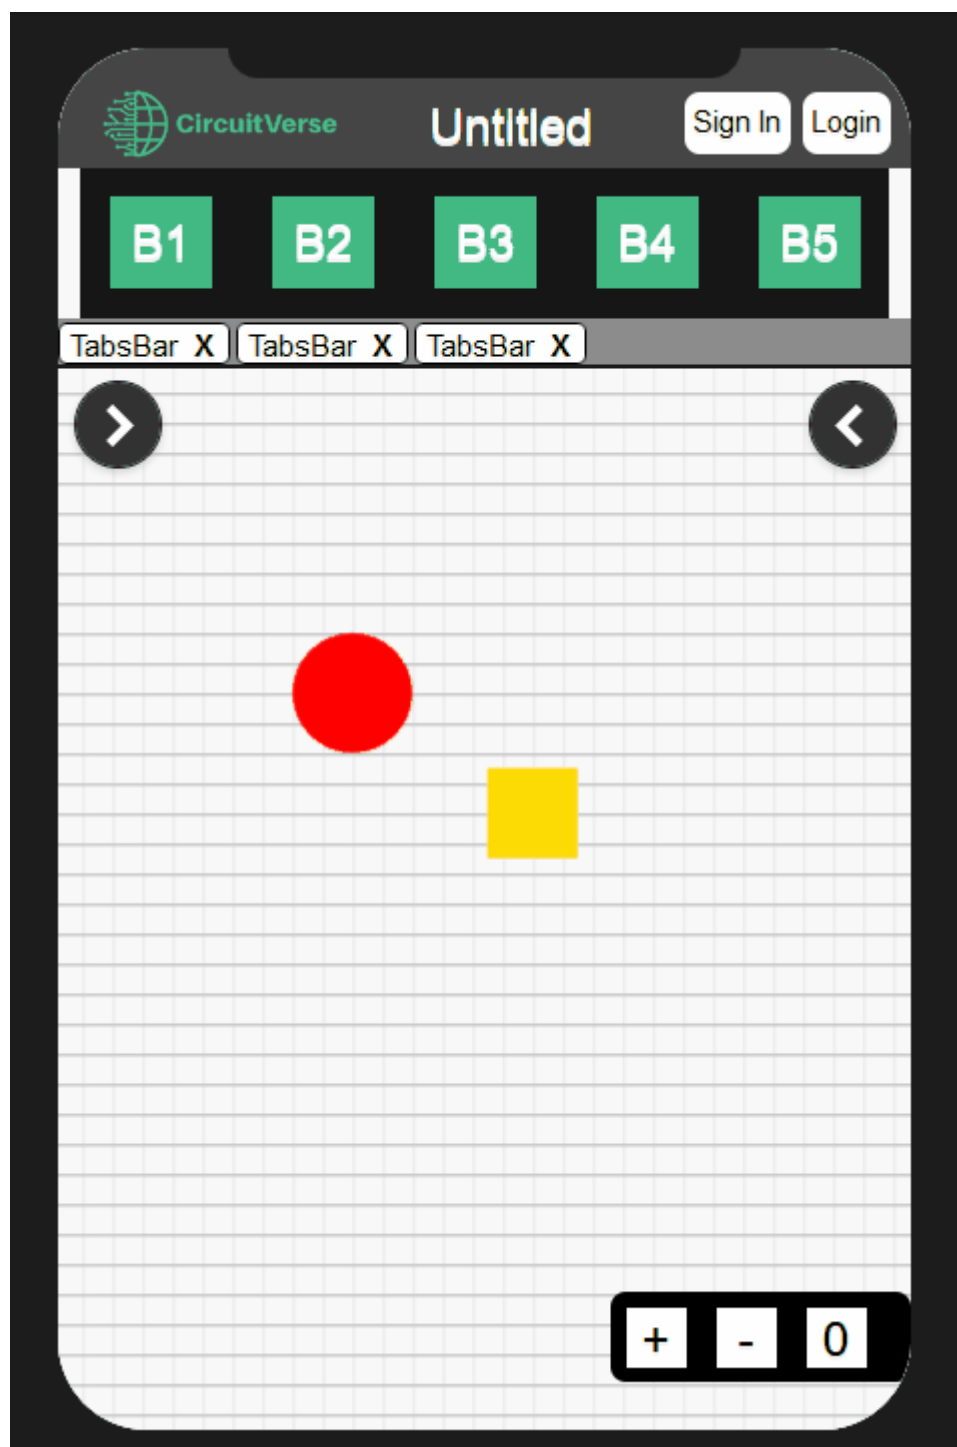 CircuitVerse Untitled Sign In Login
B1 B2 B3 B4 B5
TabsBar X TabsBar X TabsBar X
+ - 0